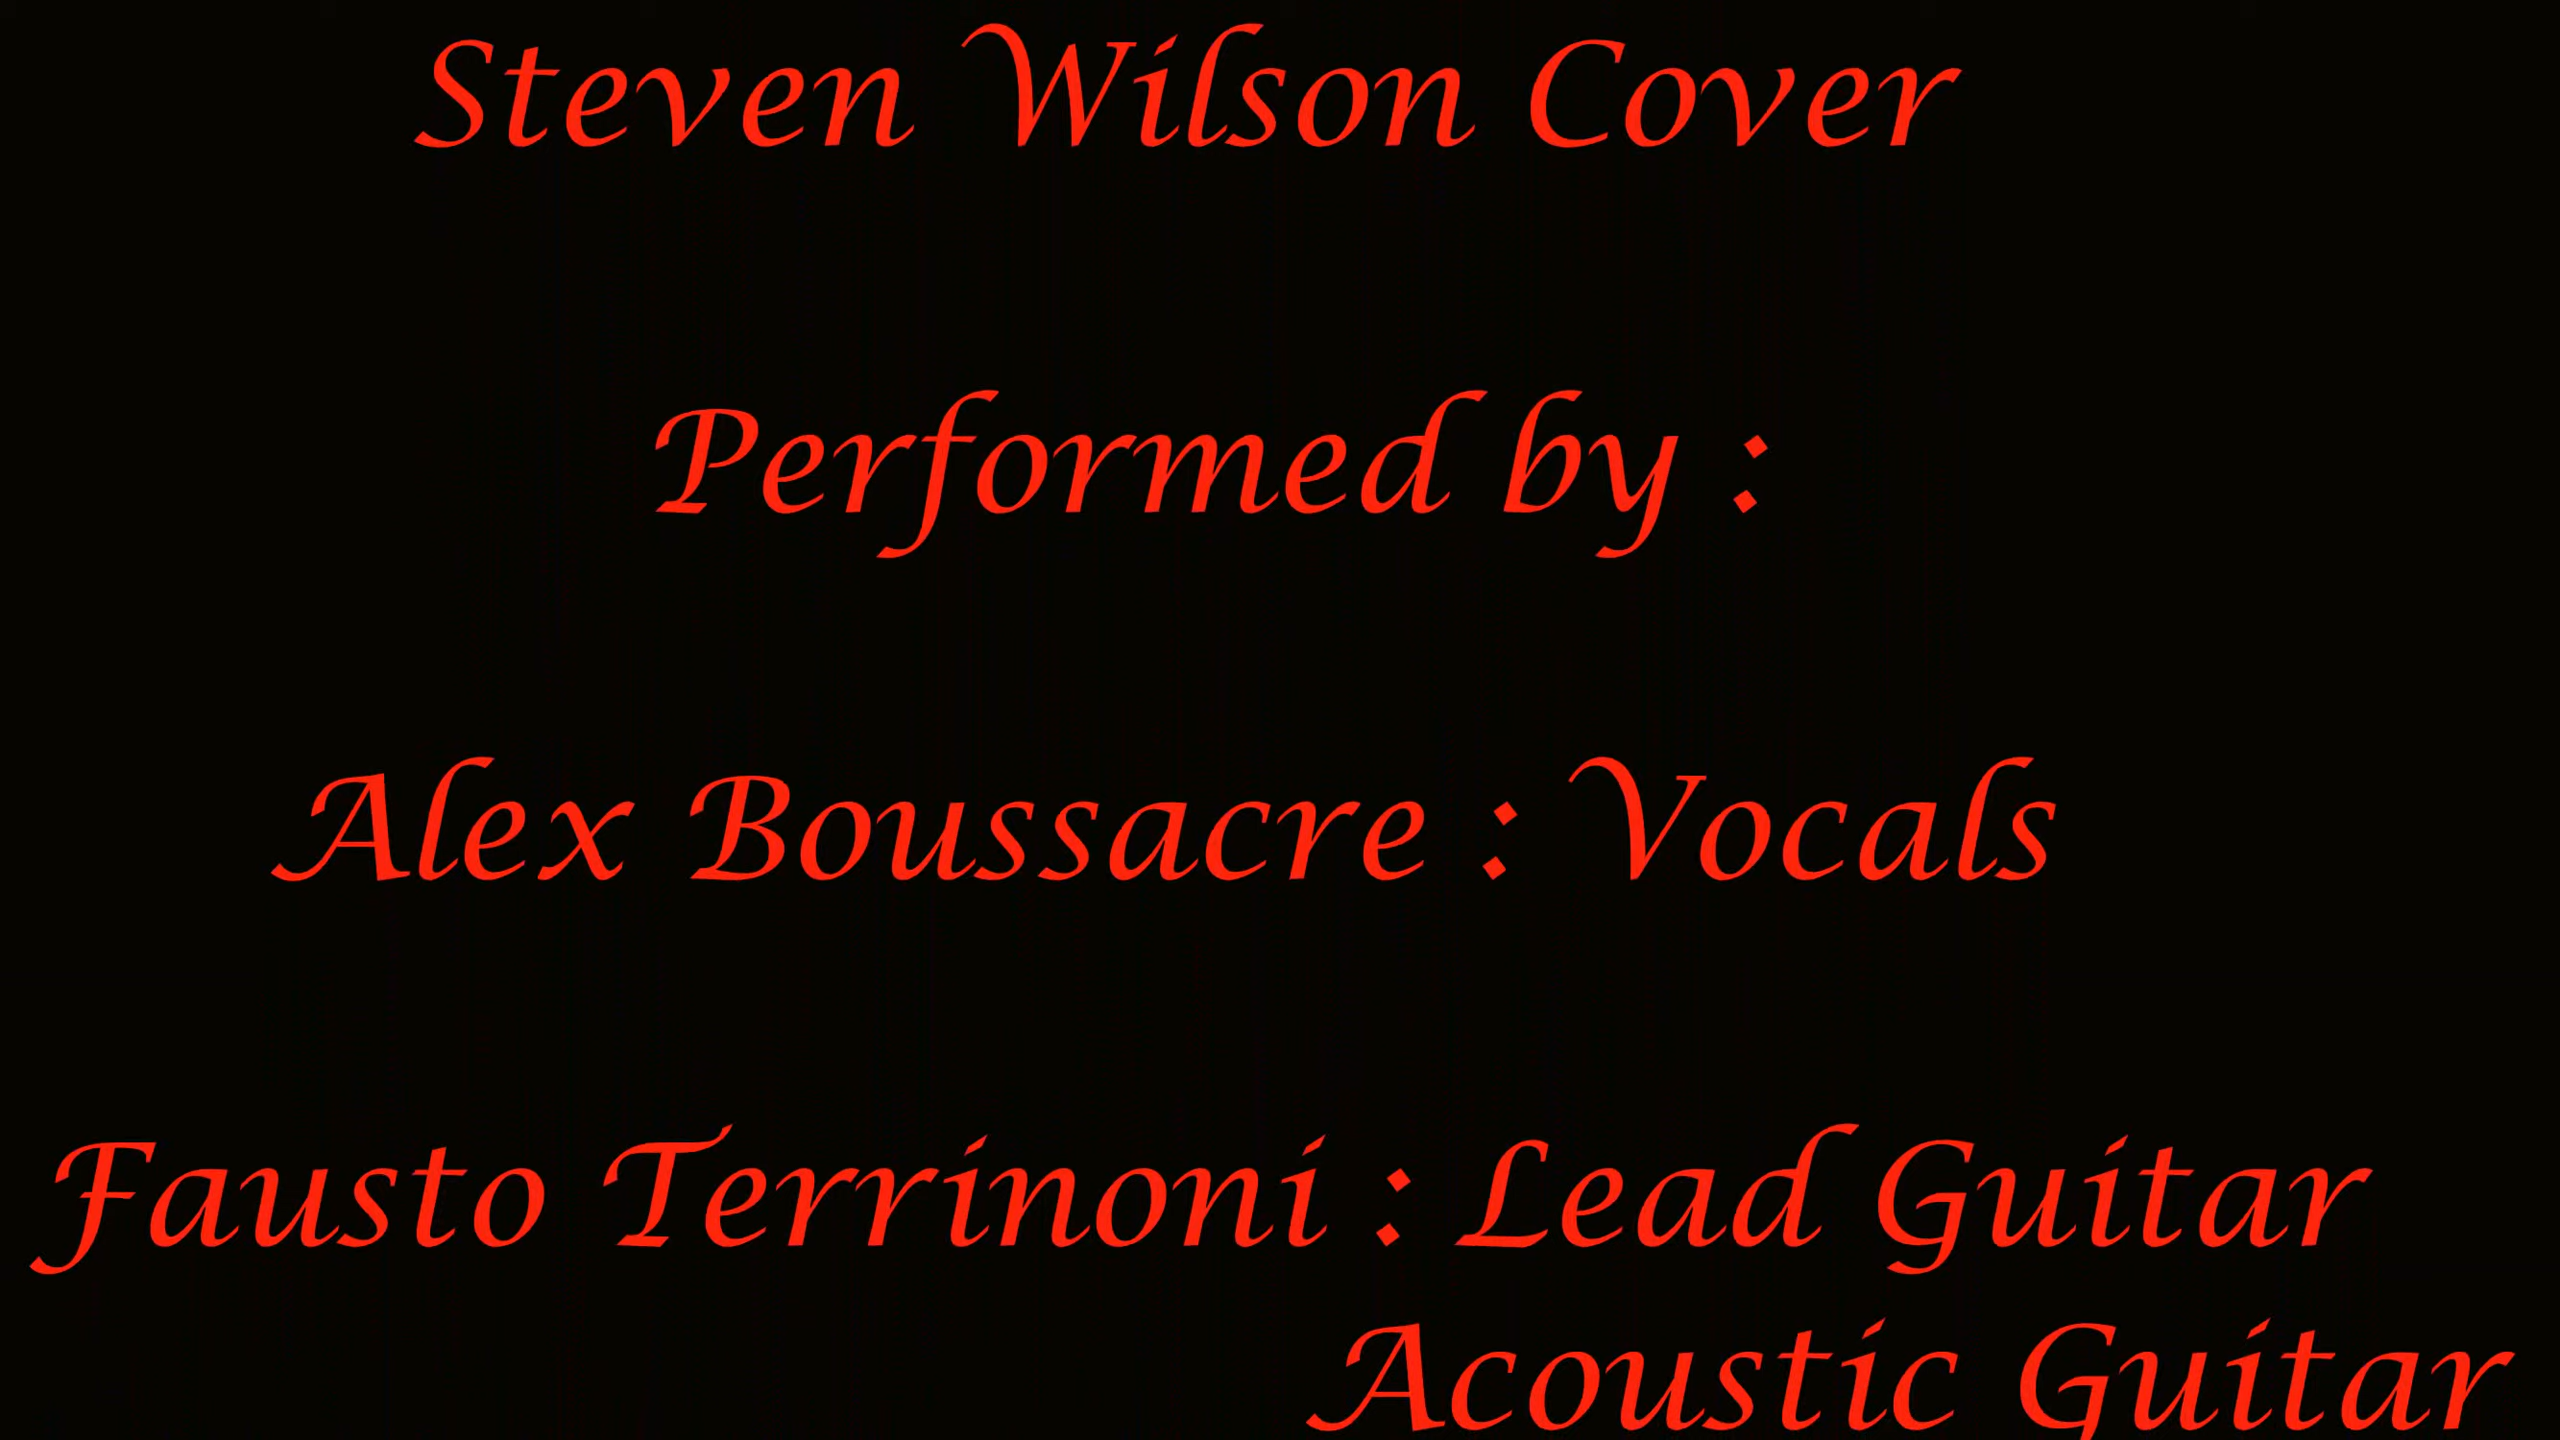 Steven Wilson Cover
Performed by :
Alex Boussacre : Vocals
Fausto Terrinoni : Lead Guitar
Acoustic Guitar